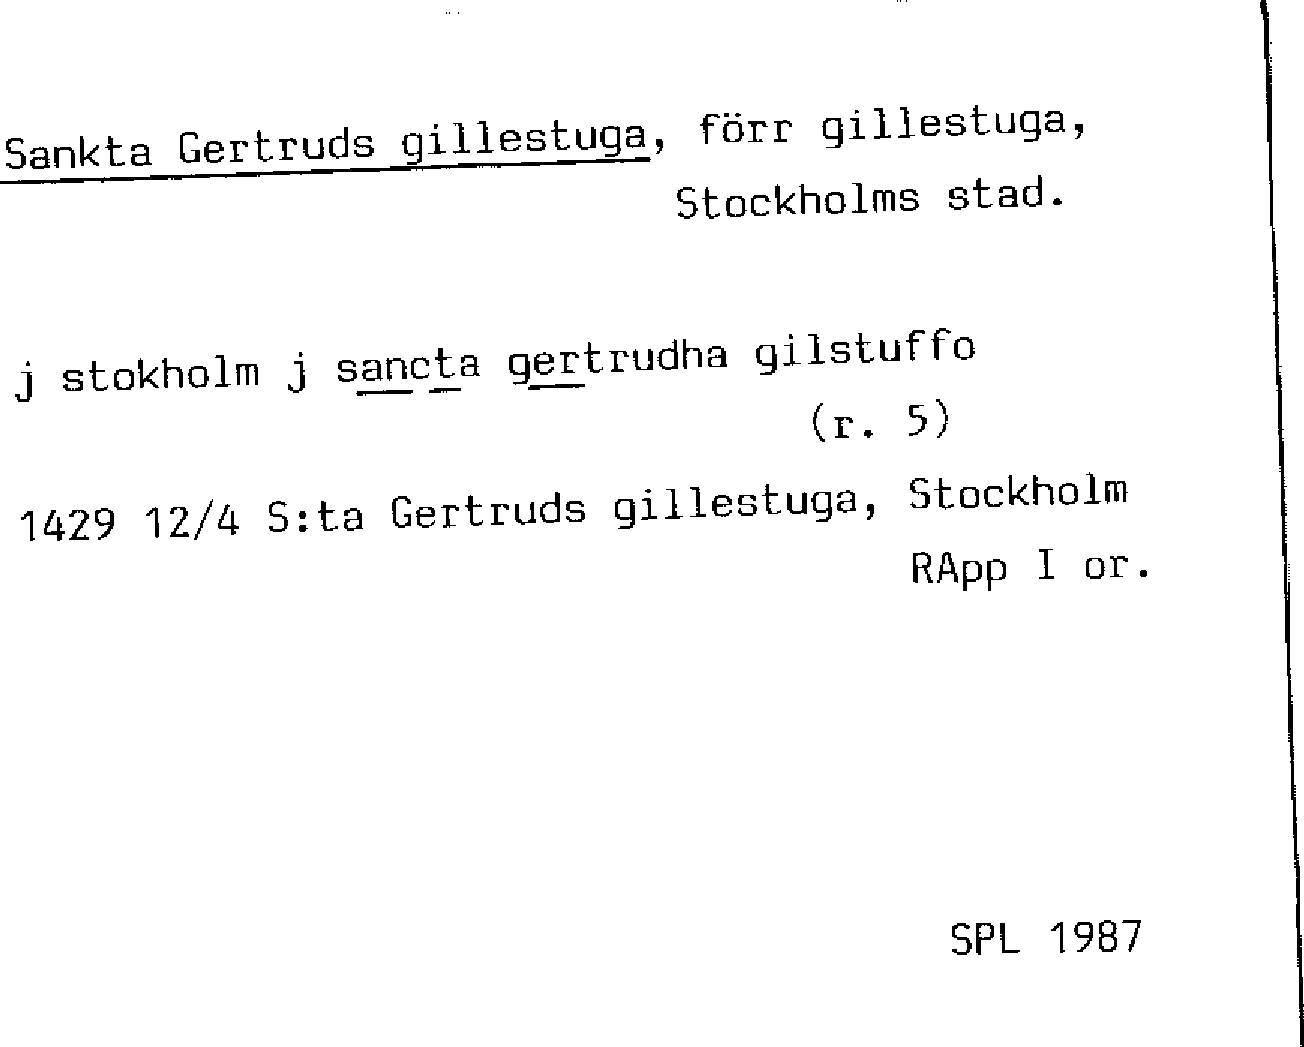 Sankta Gertruds gillestuga, förr gillestuga,
Stockholms stad.
j stokholm j sancta gertrudha gilstuffo
(r. 5)
1429 12/4 S:ta Gertruds gillestuga, Stockholm
RApp I or.
SPL 1987